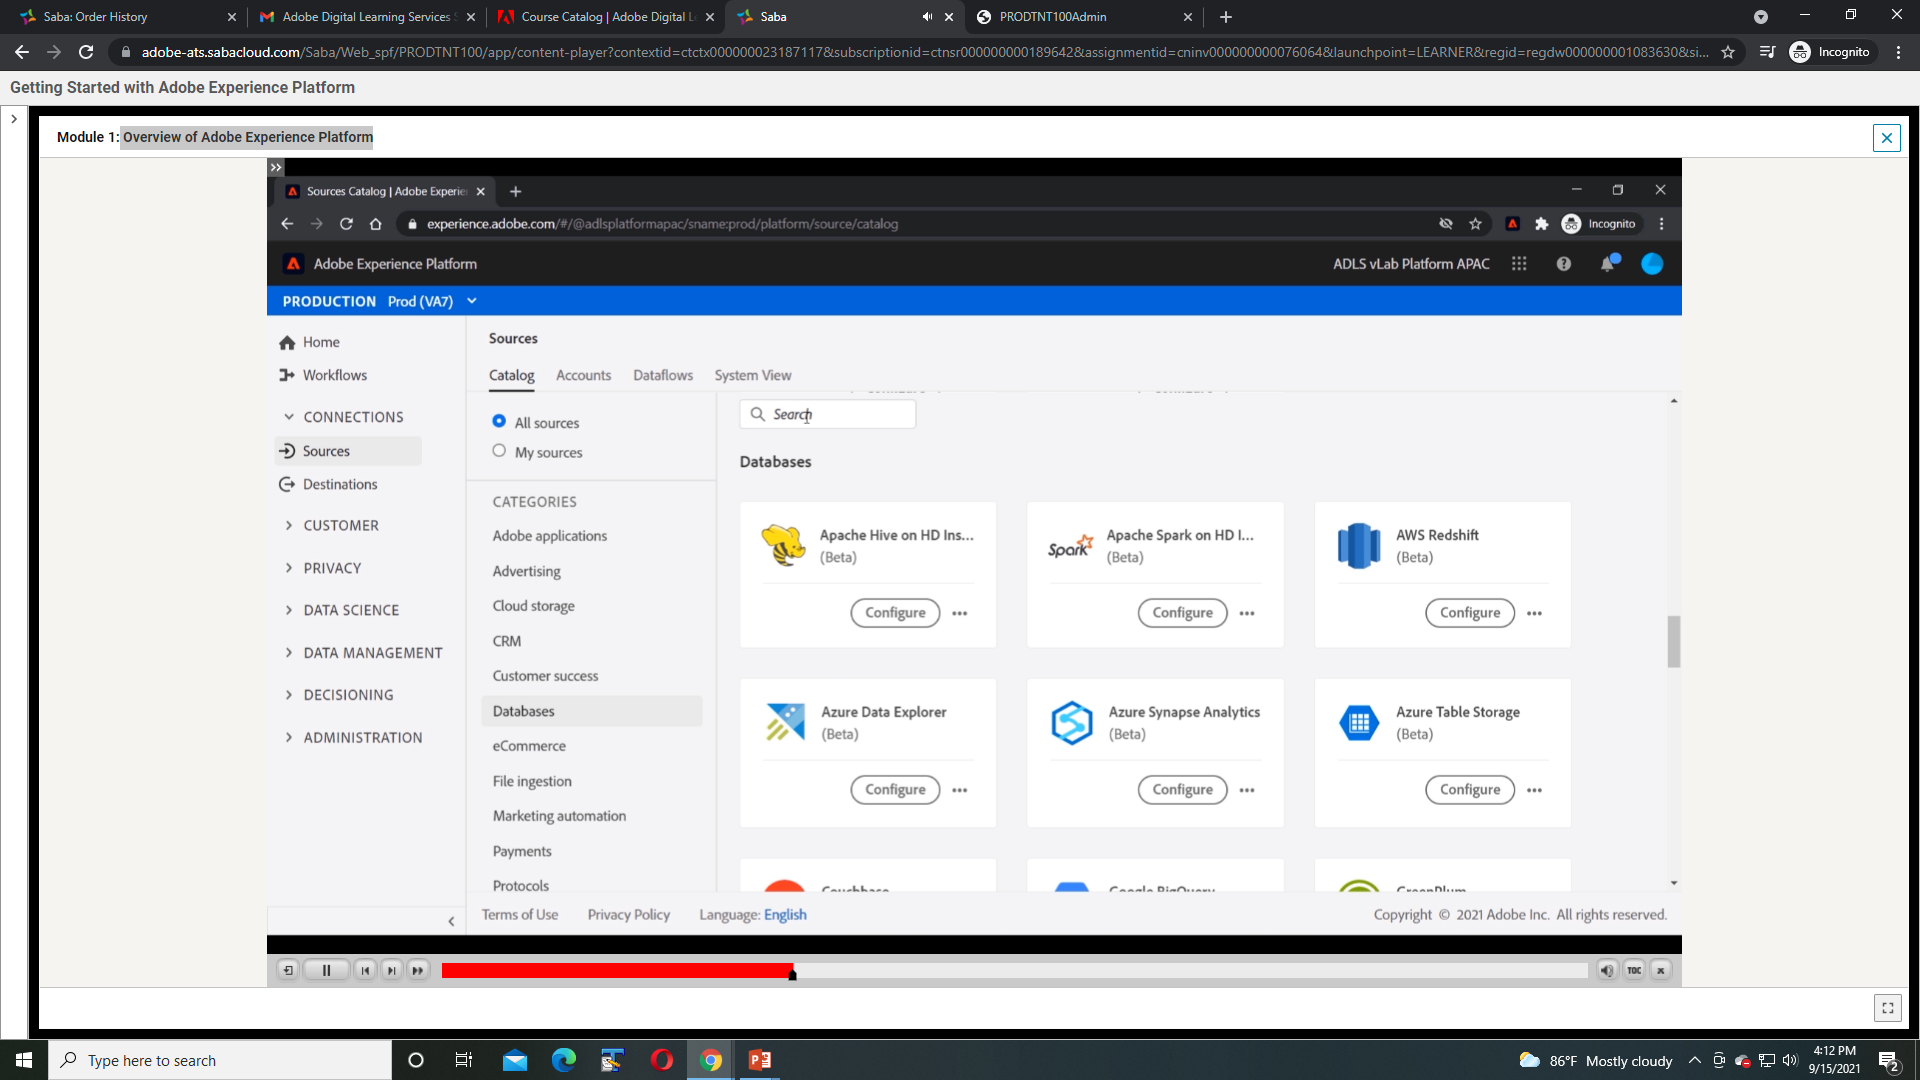 Saba: Order History
Adobe Digital Learning Services S
Course Catalog | Adobe Digital L
Saba
PRODTNT100Admin
adobe-ats.sabacloud.com/Saba/Web_spf/PRODTNT100/app/content-player?contextid=ctctx000000023187117&subscriptionid=ctnsr000000000189642&assignmentid=cninv000000000076064&launchpoint=LEARNER&regid=regdw000000001083630&si...
Incognito
Getting Started with Adobe Experience Platform
Module 1: Overview of Adobe Experience Platform
Sources Catalog | Adobe Experie
experience.adobe.com/#/@adlsplatformapac/sname:prod/platform/source/catalog
Incognito
Adobe Experience Platform
ADLS vLab Platform APAC
PRODUCTION Prod (VA7)
Home
Workflows
CONNECTIONS
Sources
Destinations
CUSTOMER
PRIVACY
DATA SCIENCE
DATA MANAGEMENT
DECISIONING
ADMINISTRATION
Sources
Catalog Accounts Dataflows System View
All sources
My sources
CATEGORIES
Adobe applications
Advertising
Cloud storage
CRM
Customer success
Databases
eCommerce
File ingestion
Marketing automation
Payments
Protocols
Search
Databases
Apache Hive on HD Ins...
(Beta)
Configure
Apache Spark on HD I...
(Beta)
Configure
AWS Redshift
(Beta)
Configure
Azure Data Explorer
(Beta)
Configure
Azure Synapse Analytics
(Beta)
Configure
Azure Table Storage
(Beta)
Configure
Couchbase
Google BigQuery
GreenPlum
Spark
Terms of Use Privacy Policy Language: English
Copyright © 2021 Adobe Inc. All rights reserved.
TOC
Type here to search
86°F Mostly cloudy
4:12 PM
9/15/2021
2